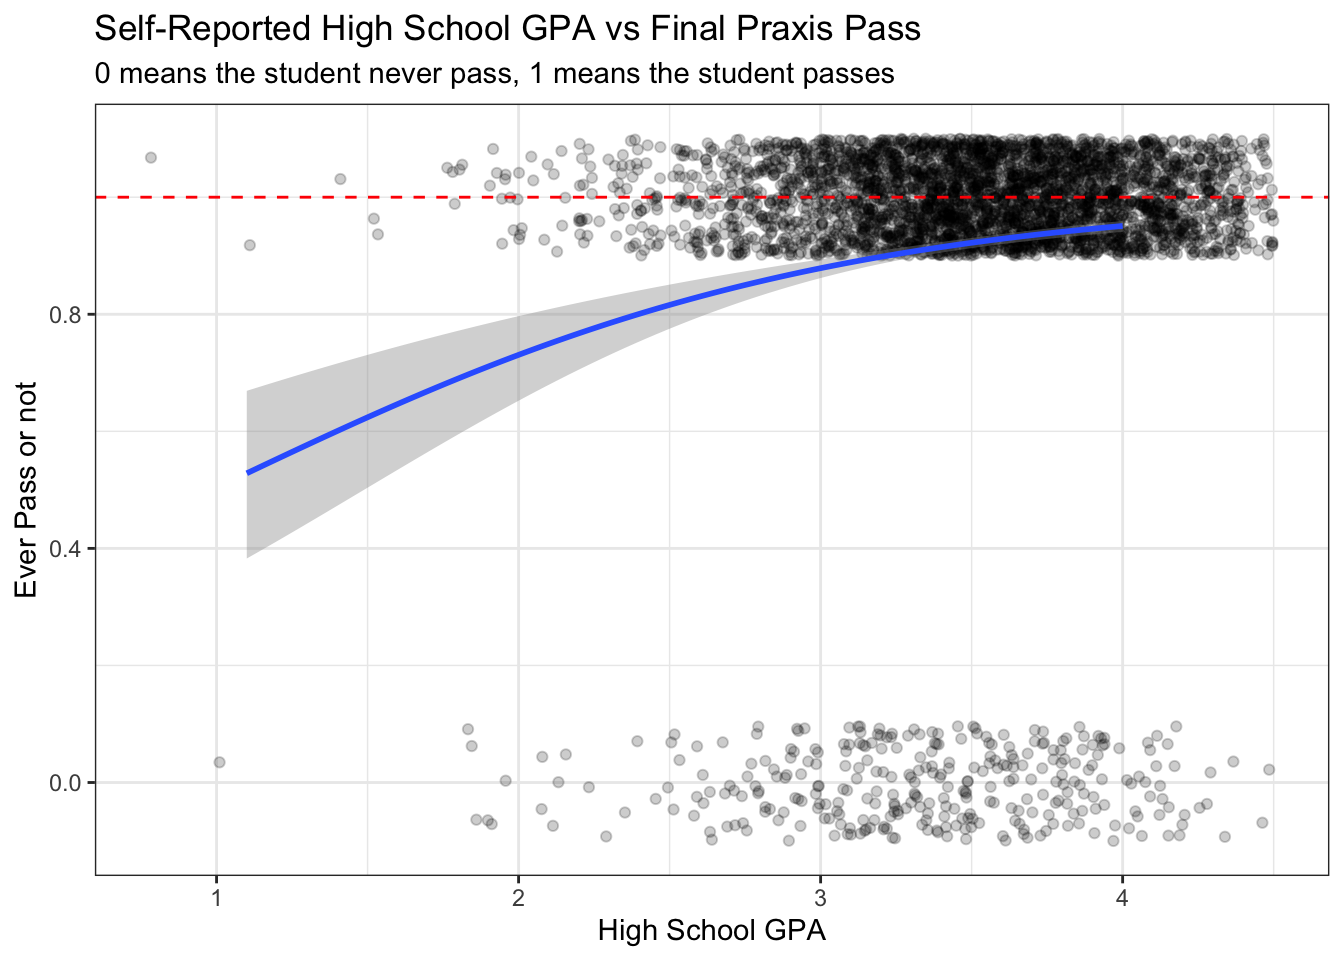 Self-Reported High School GPA vs Final Praxis Pass
0 means the student never pass, 1 means the student passes
Ever Pass or not
0.8
0.4
0.0
1 2 3 4
High School GPA